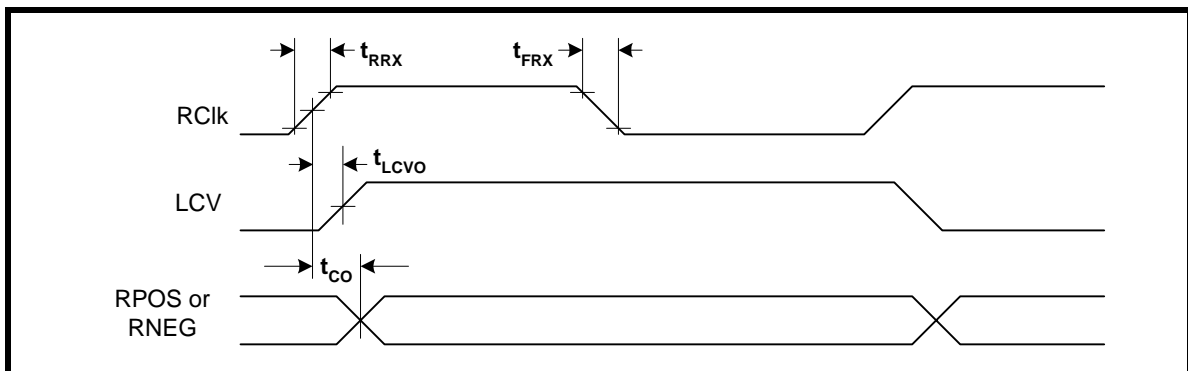 tRRX
tFRX
RClk
tLCVO
LCV
tCO
RPOS or
RNEG